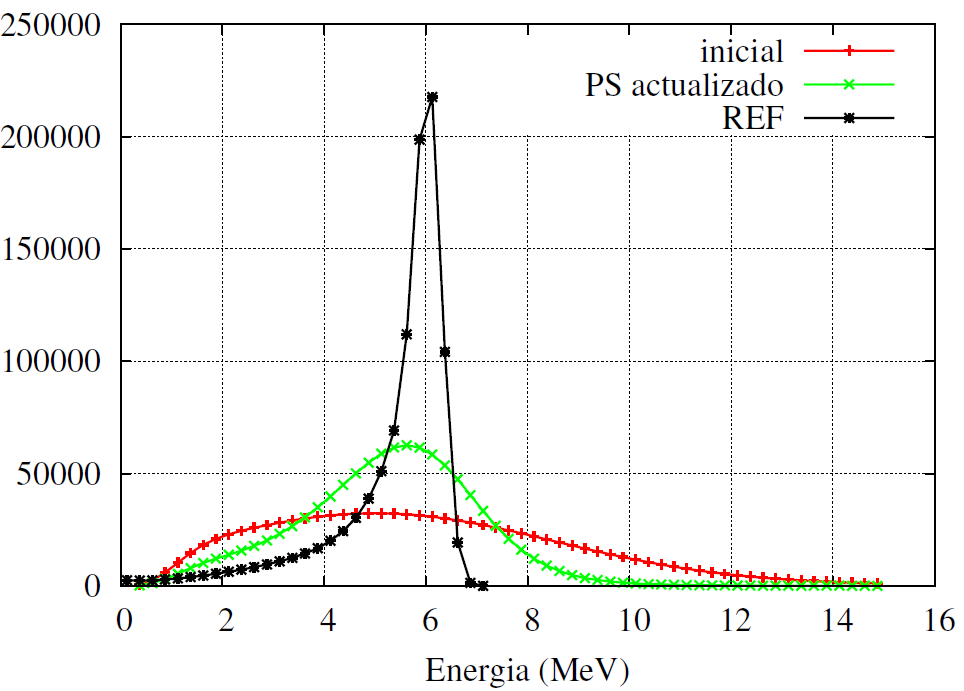 250000
200000
150000
100000
50000
0
inicial
PS actualizado
REF
0 2 4 6 8 10 12 14 16
Energia (MeV)